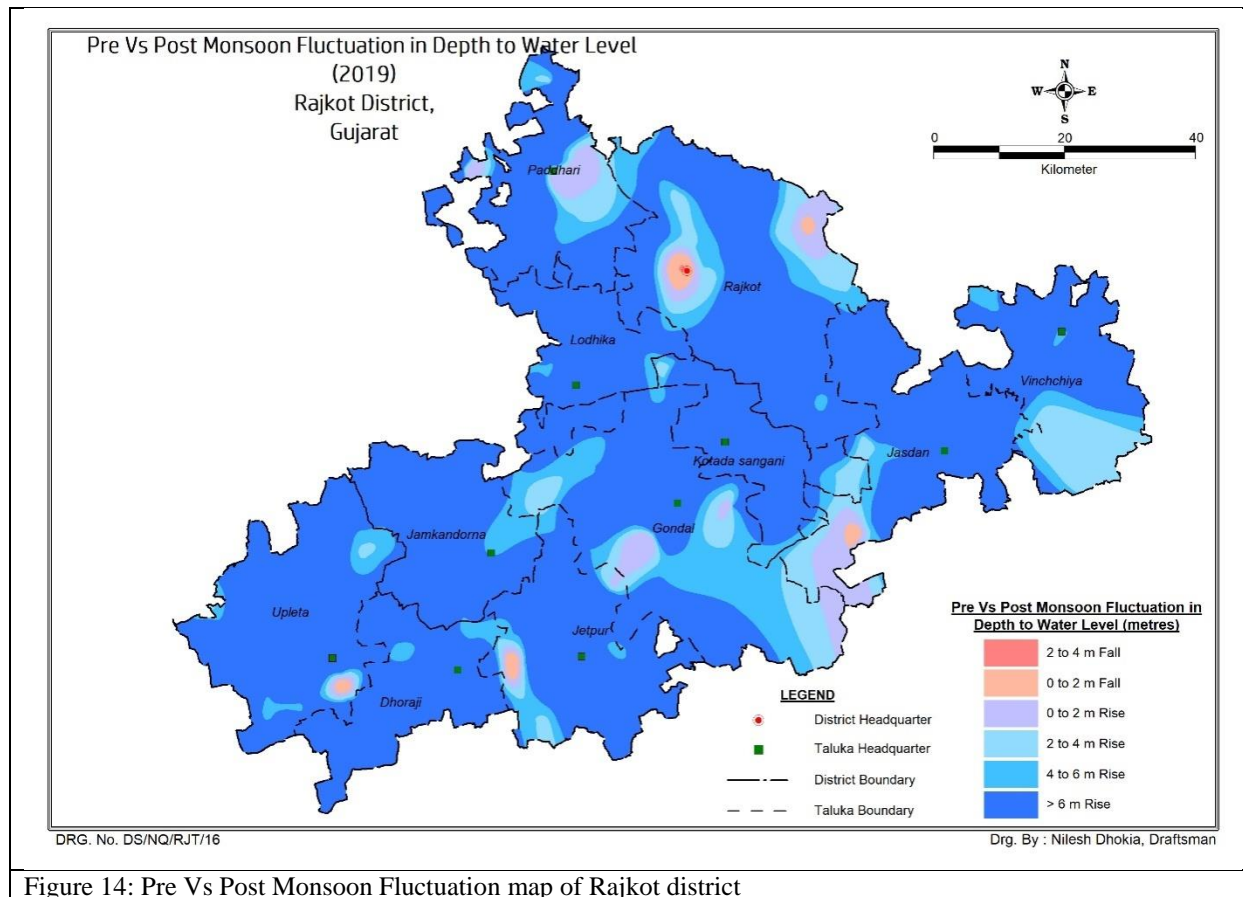 Pre Vs Post Monsoon Fluctuation in Depth to Water Level
(2019)
Rajkot District,
Gujarat
N
W E
S
0 20 40
Kilometer
Paddhari
Rajkot
Lodhika
Vinchchiya
Jasdan
Kotada sangani
Gondal
Jamkandorna
Upleta
Jetpur
Dhoraji
Pre Vs Post Monsoon Fluctuation in
Depth to Water Level (metres)
2 to 4 m Fall
0 to 2 m Fall
0 to 2 m Rise
2 to 4 m Rise
4 to 6 m Rise
> 6 m Rise
LEGEND
District Headquarter
Taluka Headquarter
District Boundary
Taluka Boundary
DRG. No. DS/NQ/RJT/16
Drg. By : Nilesh Dhokia, Draftsman
Figure 14: Pre Vs Post Monsoon Fluctuation map of Rajkot district